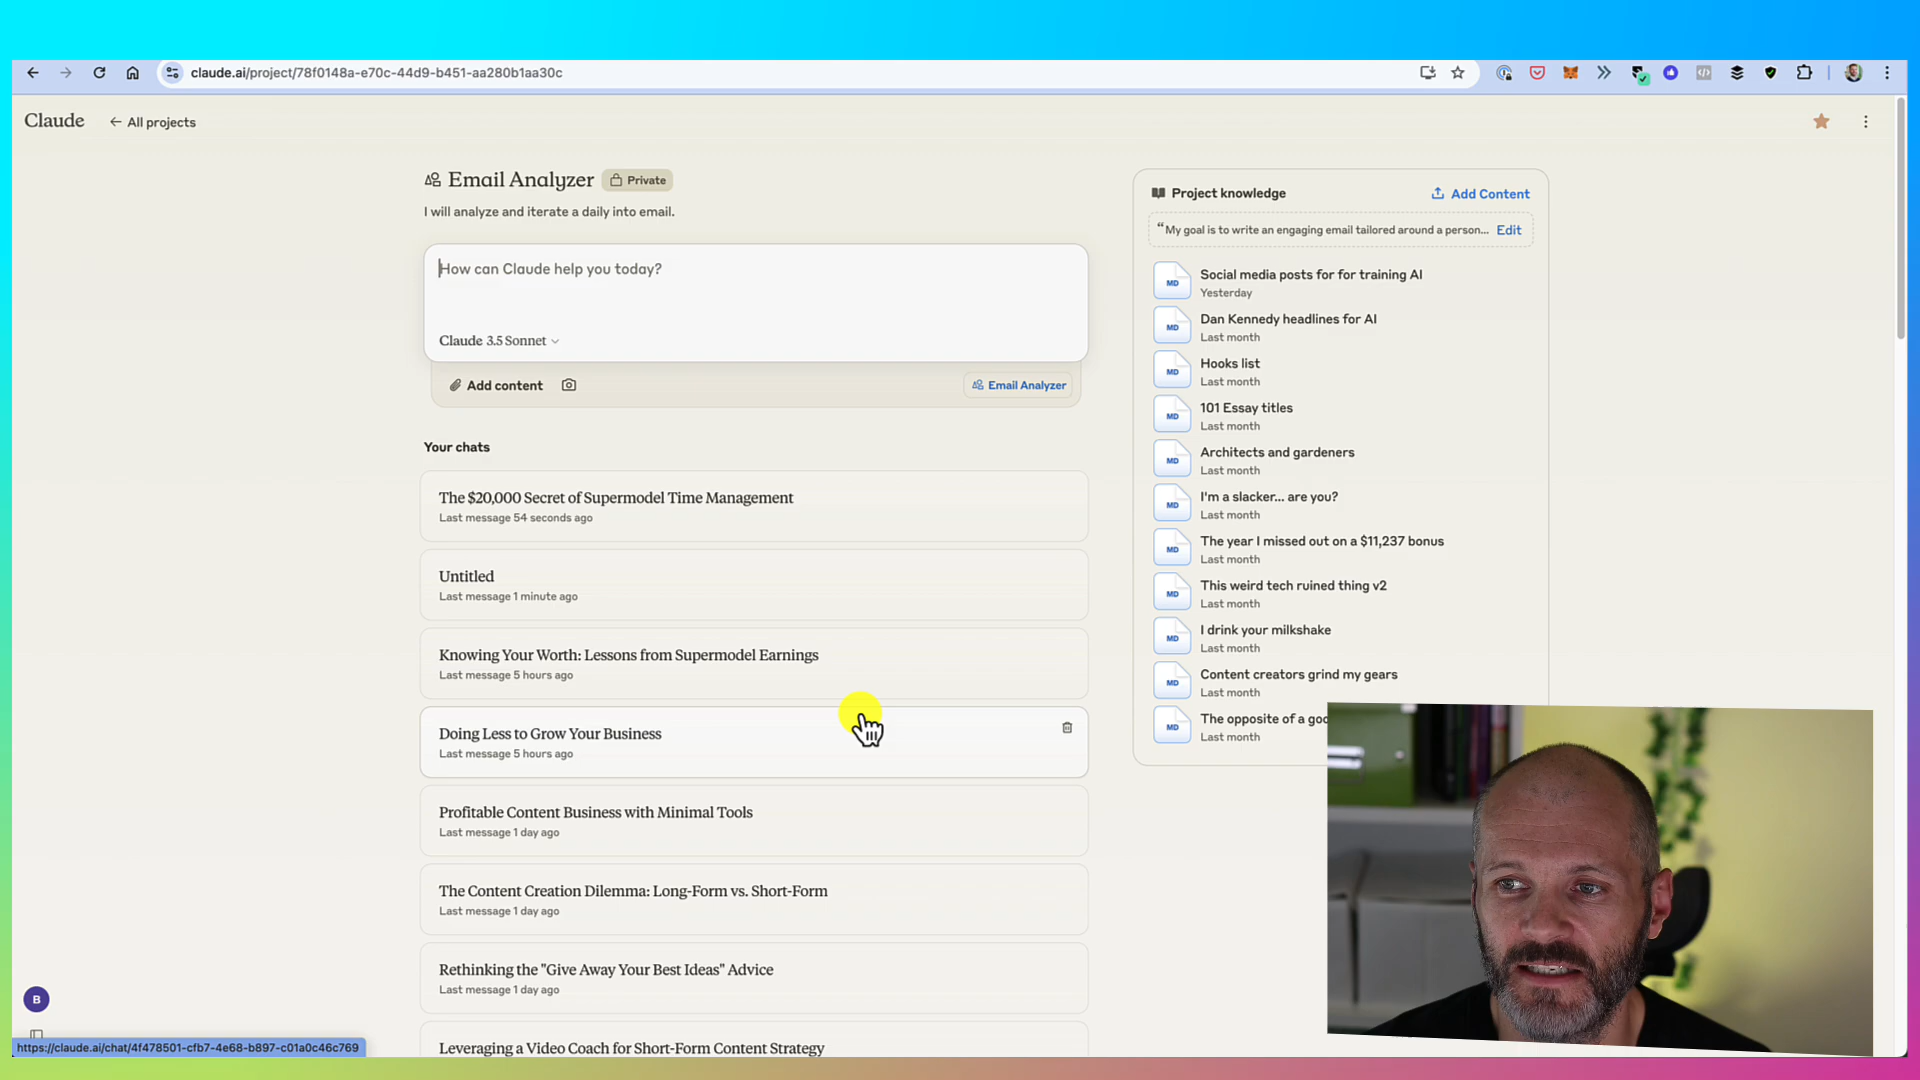 claude.ai/project/78f0148a-e70c-44d9-b451-aa280b1aa30c
Claude
← All projects
Email Analyzer
Private
I will analyze and iterate a daily into email.
How can Claude help you today?
Claude 3.5 Sonnet
Add content
Email Analyzer
Your chats
The $20,000 Secret of Supermodel Time Management
Last message 54 seconds ago
Untitled
Last message 1 minute ago
Knowing Your Worth: Lessons from Supermodel Earnings
Last message 5 hours ago
Doing Less to Grow Your Business
Last message 5 hours ago
Profitable Content Business with Minimal Tools
Last message 1 day ago
The Content Creation Dilemma: Long-Form vs. Short-Form
Last message 1 day ago
Rethinking the "Give Away Your Best Ideas" Advice
Last message 1 day ago
Leveraging a Video Coach for Short-Form Content Strategy
Project knowledge
Add Content
“My goal is to write an engaging email tailored around a person... Edit
MD
Social media posts for for training AI
Yesterday
MD
Dan Kennedy headlines for AI
Last month
MD
Hooks list
Last month
MD
101 Essay titles
Last month
MD
Architects and gardeners
Last month
MD
I'm a slacker... are you?
Last month
MD
The year I missed out on a $11,237 bonus
Last month
MD
This weird tech ruined thing v2
Last month
MD
I drink your milkshake
Last month
MD
Content creators grind my gears
Last month
MD
The opposite of a goo
Last month
B
https://claude.ai/chat/4f478501-cfb7-4e68-b897-c01a0c46c769